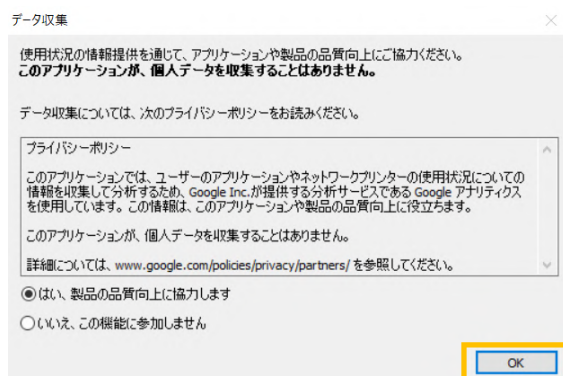 データ収集
使用状況の情報提供を通じて、アプリケーションや製品の品質向上にご協力ください。
このアプリケーションが、個人データを収集することはありません。
データ収集については、次のプライバシーポリシーをお読みください。
プライバシーポリシー
このアプリケーションでは、ユーザーのアプリケーションやネットワークプリンターの使用状況についての
情報を収集して分析するため、Google Inc.が提供する分析サービスである Google アナリティクス
を使用しています。この情報は、このアプリケーションや製品の品質向上に役立ちます。
このアプリケーションが、個人データを収集することはありません。
詳細については、www.google.com/policies/privacy/partners/ を参照してください。
はい、製品の品質向上に協力します
いいえ、この機能に参加しません
OK